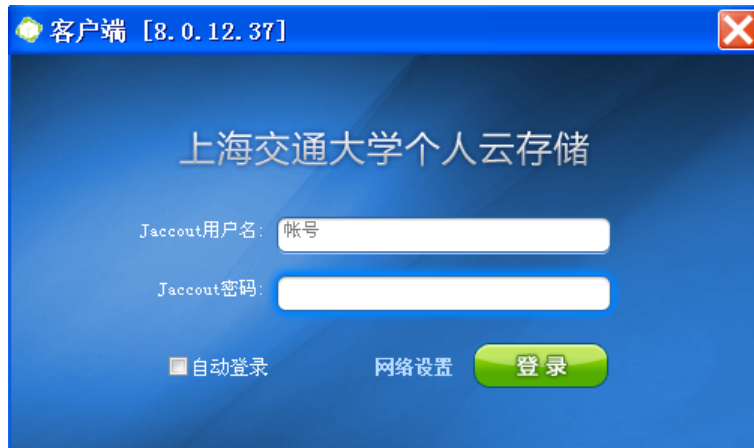 客户端 [8.0.12.37]
上海交通大学个人云存储
Jaccout用户名: 帐号
Jaccout密码:
自动登录 网络设置 登录